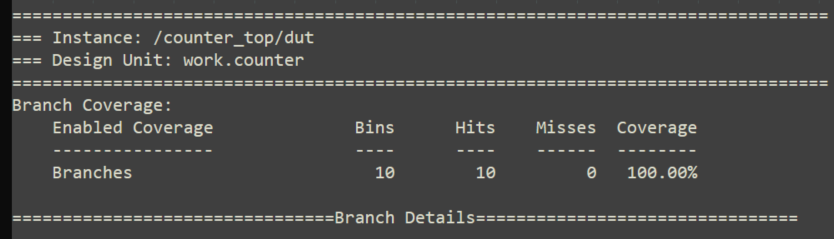 =================================================================================
=== Instance: /counter_top/dut
=== Design Unit: work.counter
=================================================================================
Branch Coverage:
    Enabled Coverage              Bins      Hits    Misses  Coverage
    ----------------              ----      ----    ------  --------
    Branches                        10        10         0   100.00%

================================Branch Details================================